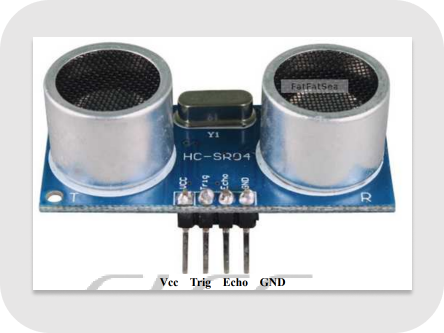 FatFatSea
Y1
HC-SR04
VCC Trig Echo GND
T R
Vcc Trig Echo GND